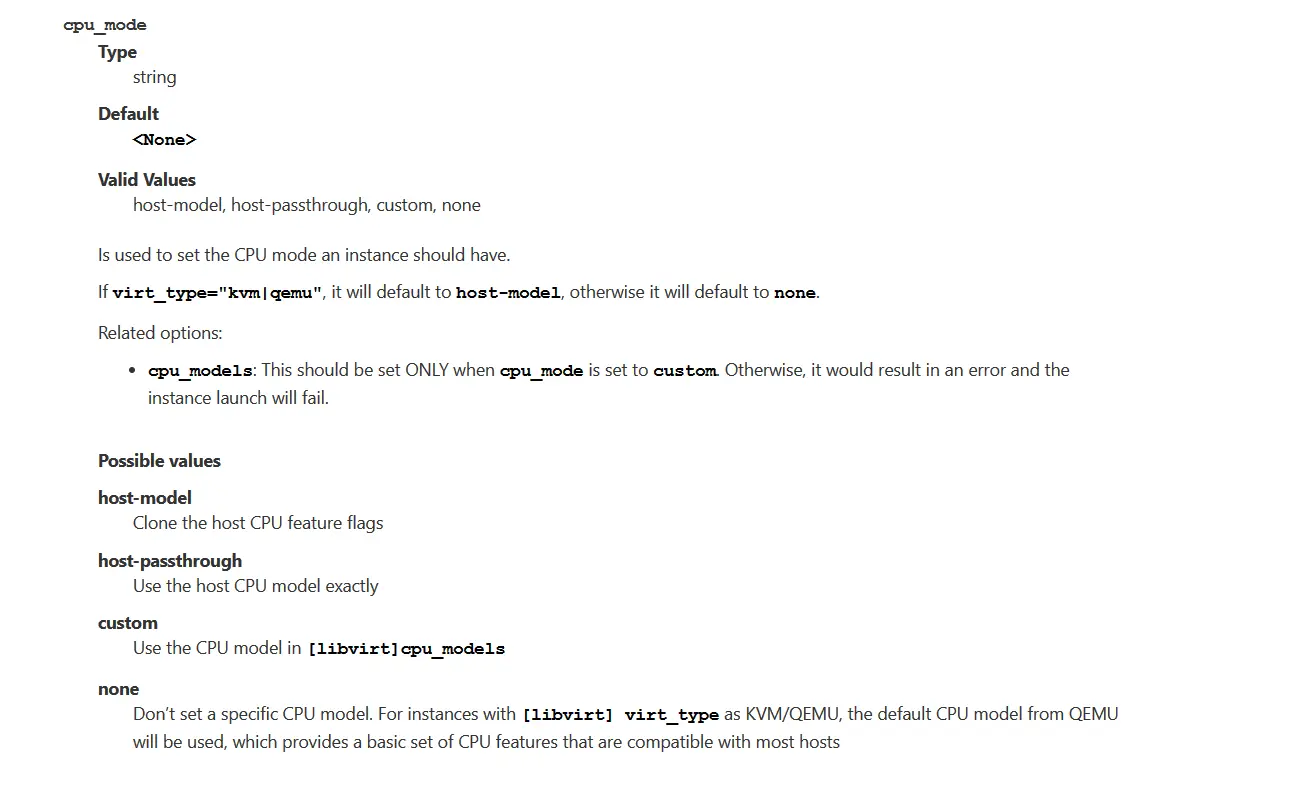 cpu_mode
Type
string
Default
<None>
Valid Values
host-model, host-passthrough, custom, none
Is used to set the CPU mode an instance should have.
If virt_type="kvm|qemu", it will default to host-model, otherwise it will default to none.
Related options:
• cpu_models: This should be set ONLY when cpu_mode is set to custom. Otherwise, it would result in an error and the
instance launch will fail.
Possible values
host-model
Clone the host CPU feature flags
host-passthrough
Use the host CPU model exactly
custom
Use the CPU model in [libvirt]cpu_models
none
Don’t set a specific CPU model. For instances with [libvirt] virt_type as KVM/QEMU, the default CPU model from QEMU
will be used, which provides a basic set of CPU features that are compatible with most hosts